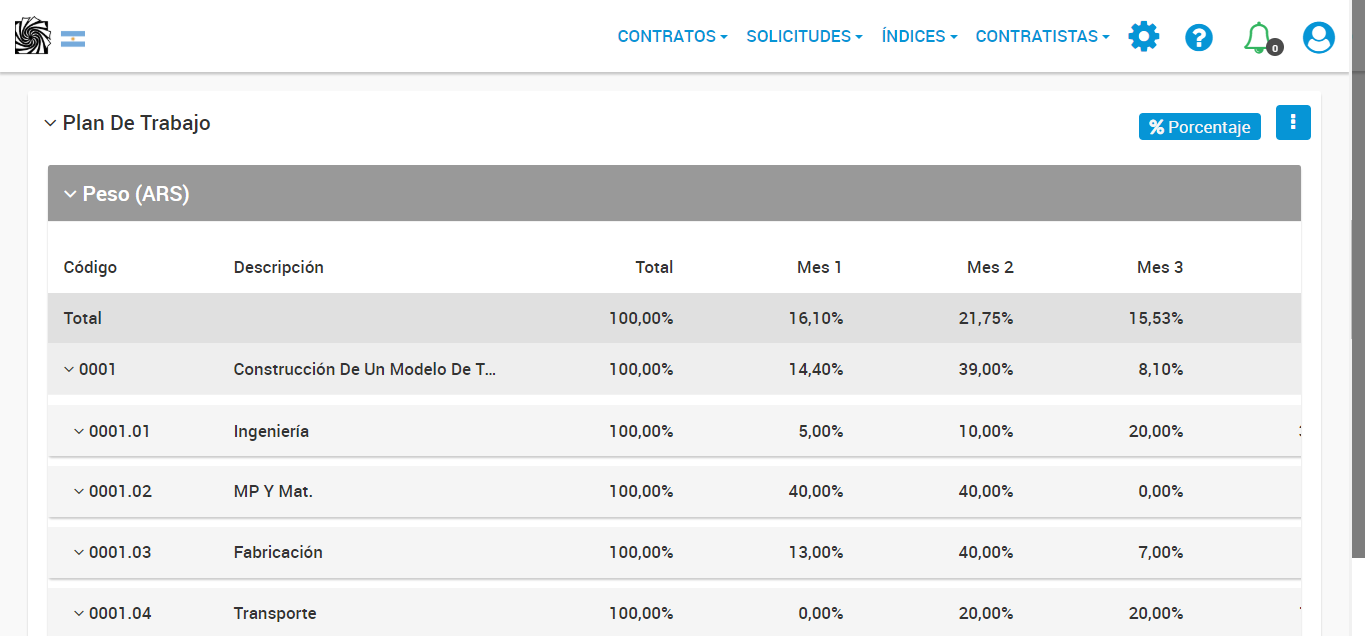 CONTRATOS SOLICITUDES ÍNDICES CONTRATISTAS 0
Plan De Trabajo % Porcentaje
Peso (ARS)
Código Descripción Total Mes 1 Mes 2 Mes 3
Total 100,00% 16,10% 21,75% 15,53%
0001 Construcción De Un Modelo De T... 100,00% 14,40% 39,00% 8,10%
0001.01 Ingeniería 100,00% 5,00% 10,00% 20,00%
0001.02 MP Y Mat. 100,00% 40,00% 40,00% 0,00%
0001.03 Fabricación 100,00% 13,00% 40,00% 7,00%
0001.04 Transporte 100,00% 0,00% 20,00% 20,00%